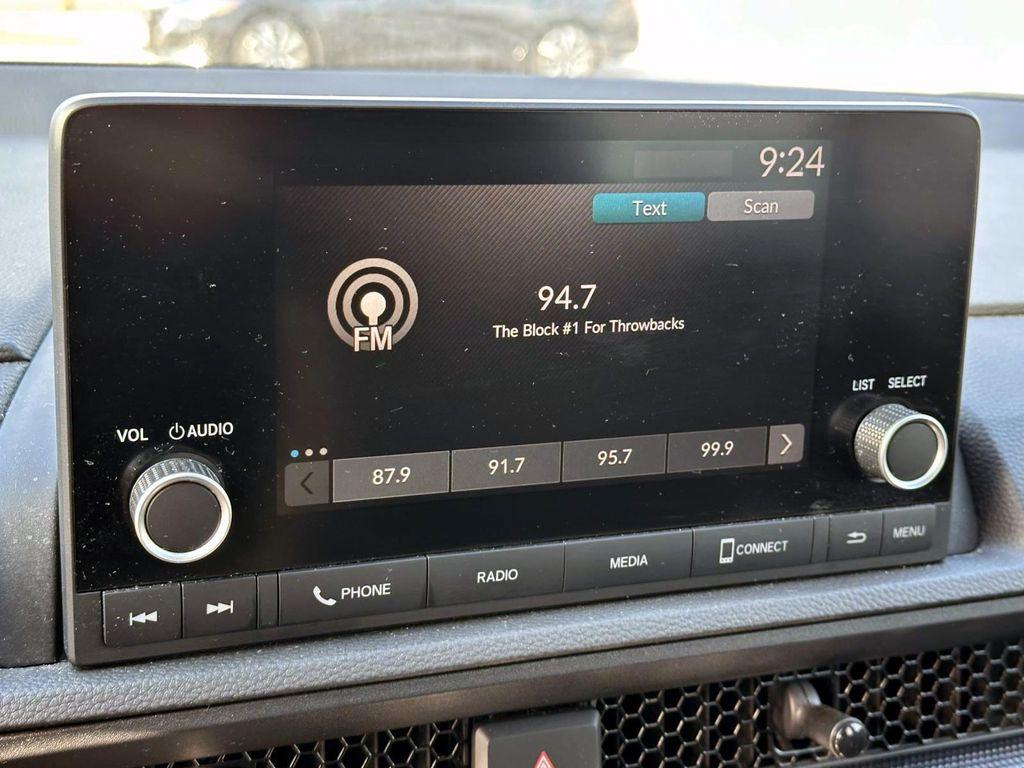 9:24
Text
Scan
94.7
The Block #1 For Throwbacks
FM
LIST SELECT
VOL AUDIO
87.9
91.7
95.7
99.9
PHONE
RADIO
MEDIA
CONNECT
MENU